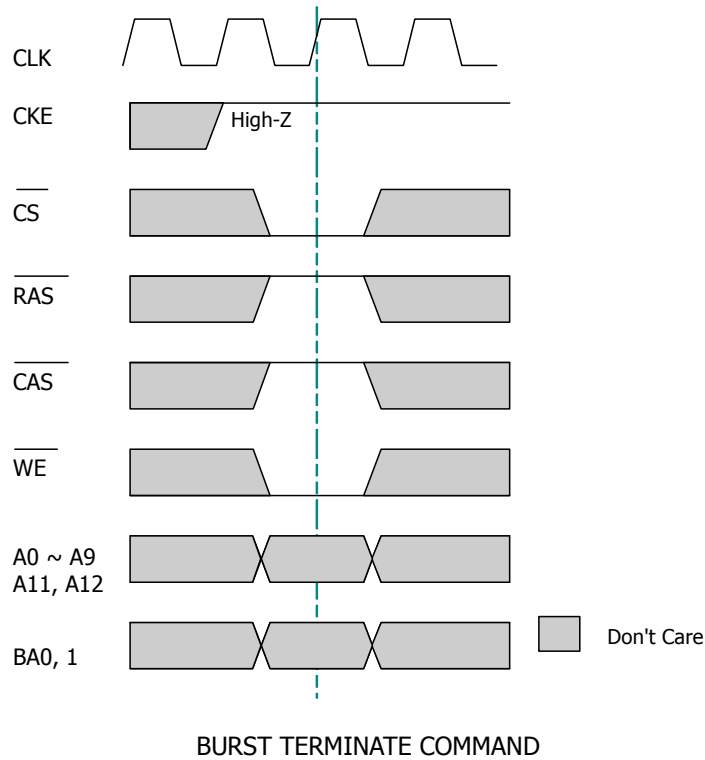 CLK
CKE
High-Z
CS
RAS
CAS
WE
A0 ~ A9
A11, A12
BA0, 1
Don't Care
BURST TERMINATE COMMAND